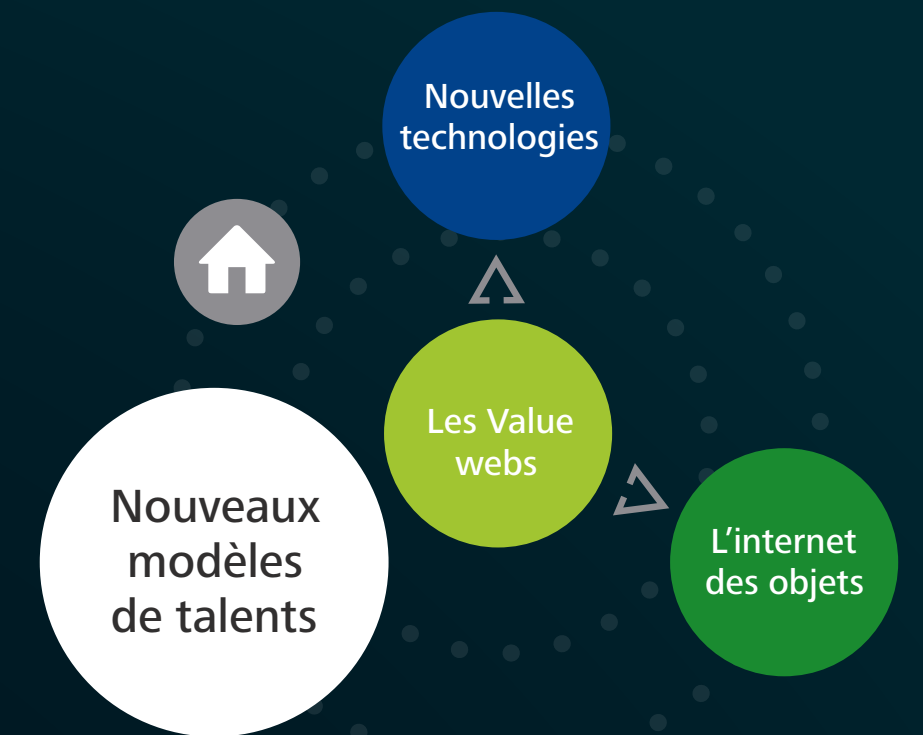 Nouvelles
technologies
Les Value
webs
Nouveaux
modèles
de talents
L’internet
des objets